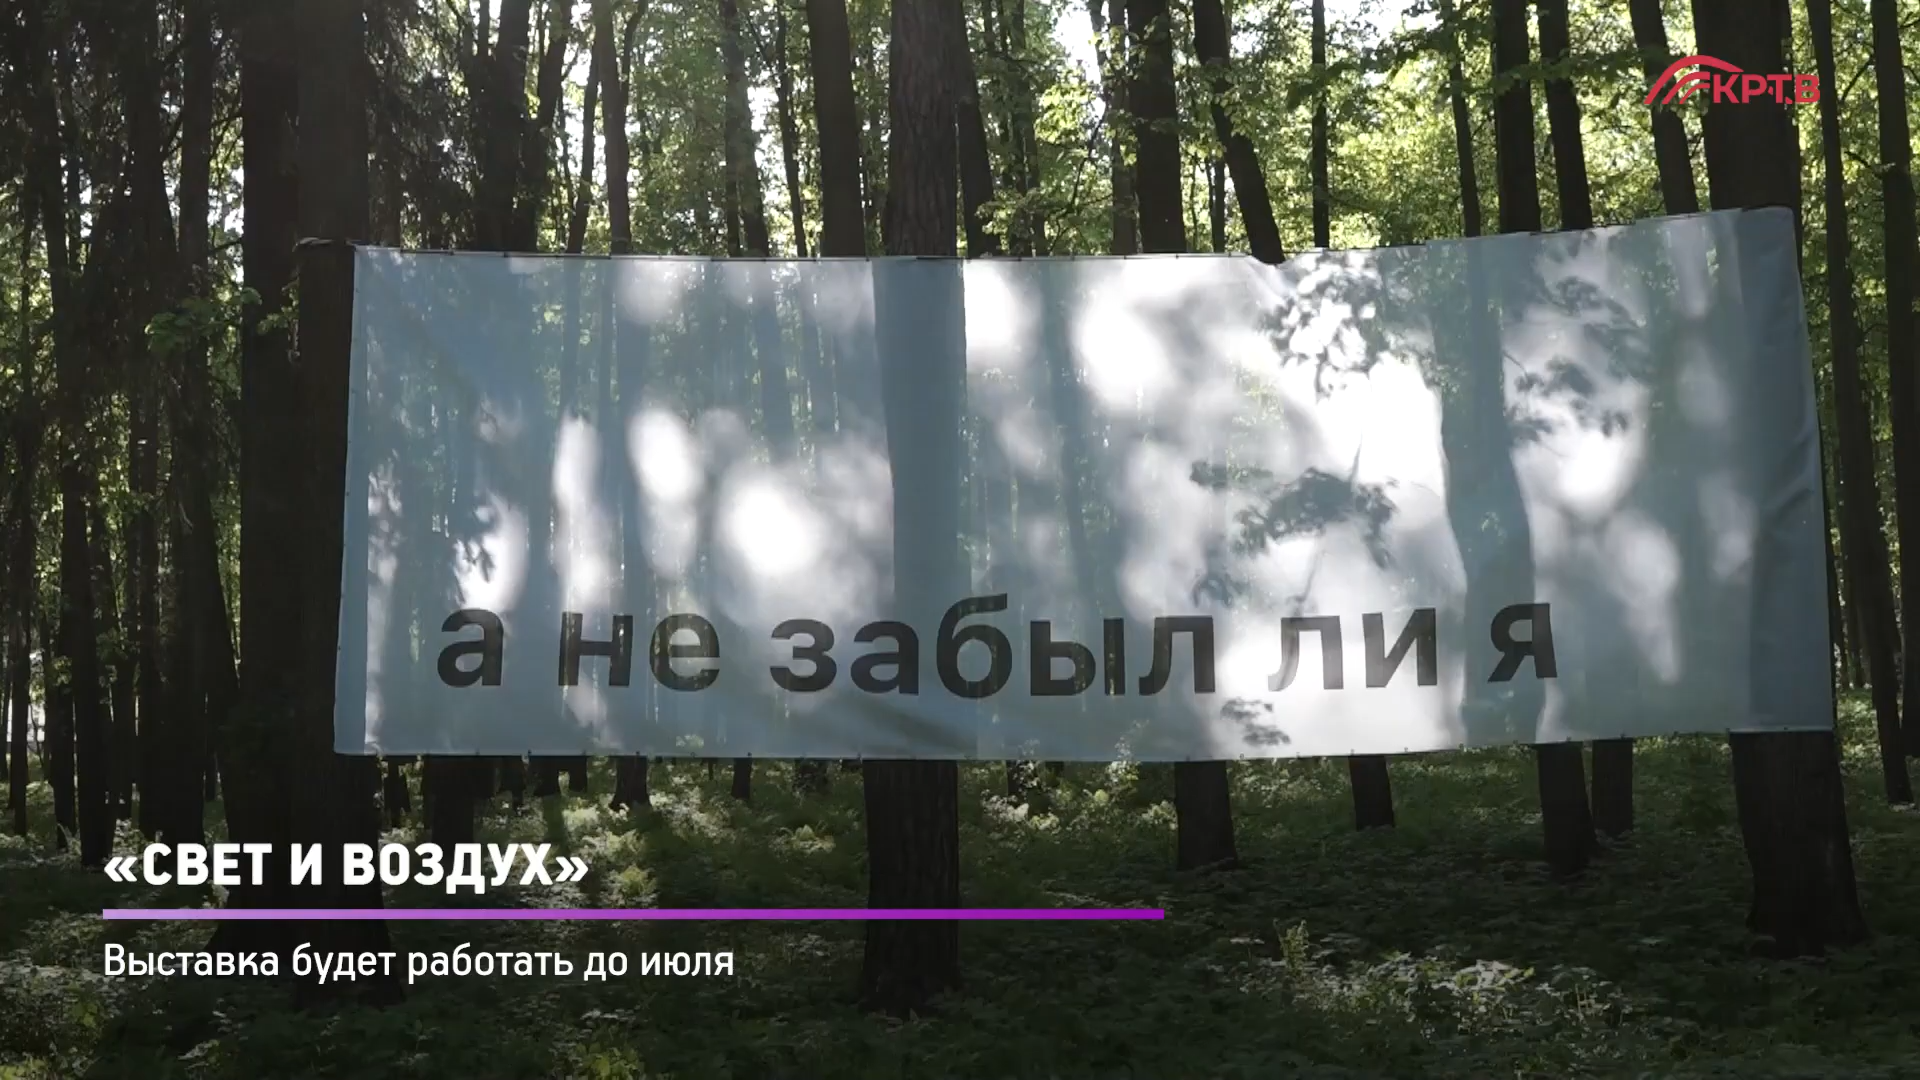 КРТВ
а не забыл ли я
«СВЕТ И ВОЗДУХ»
Выставка будет работать до июля